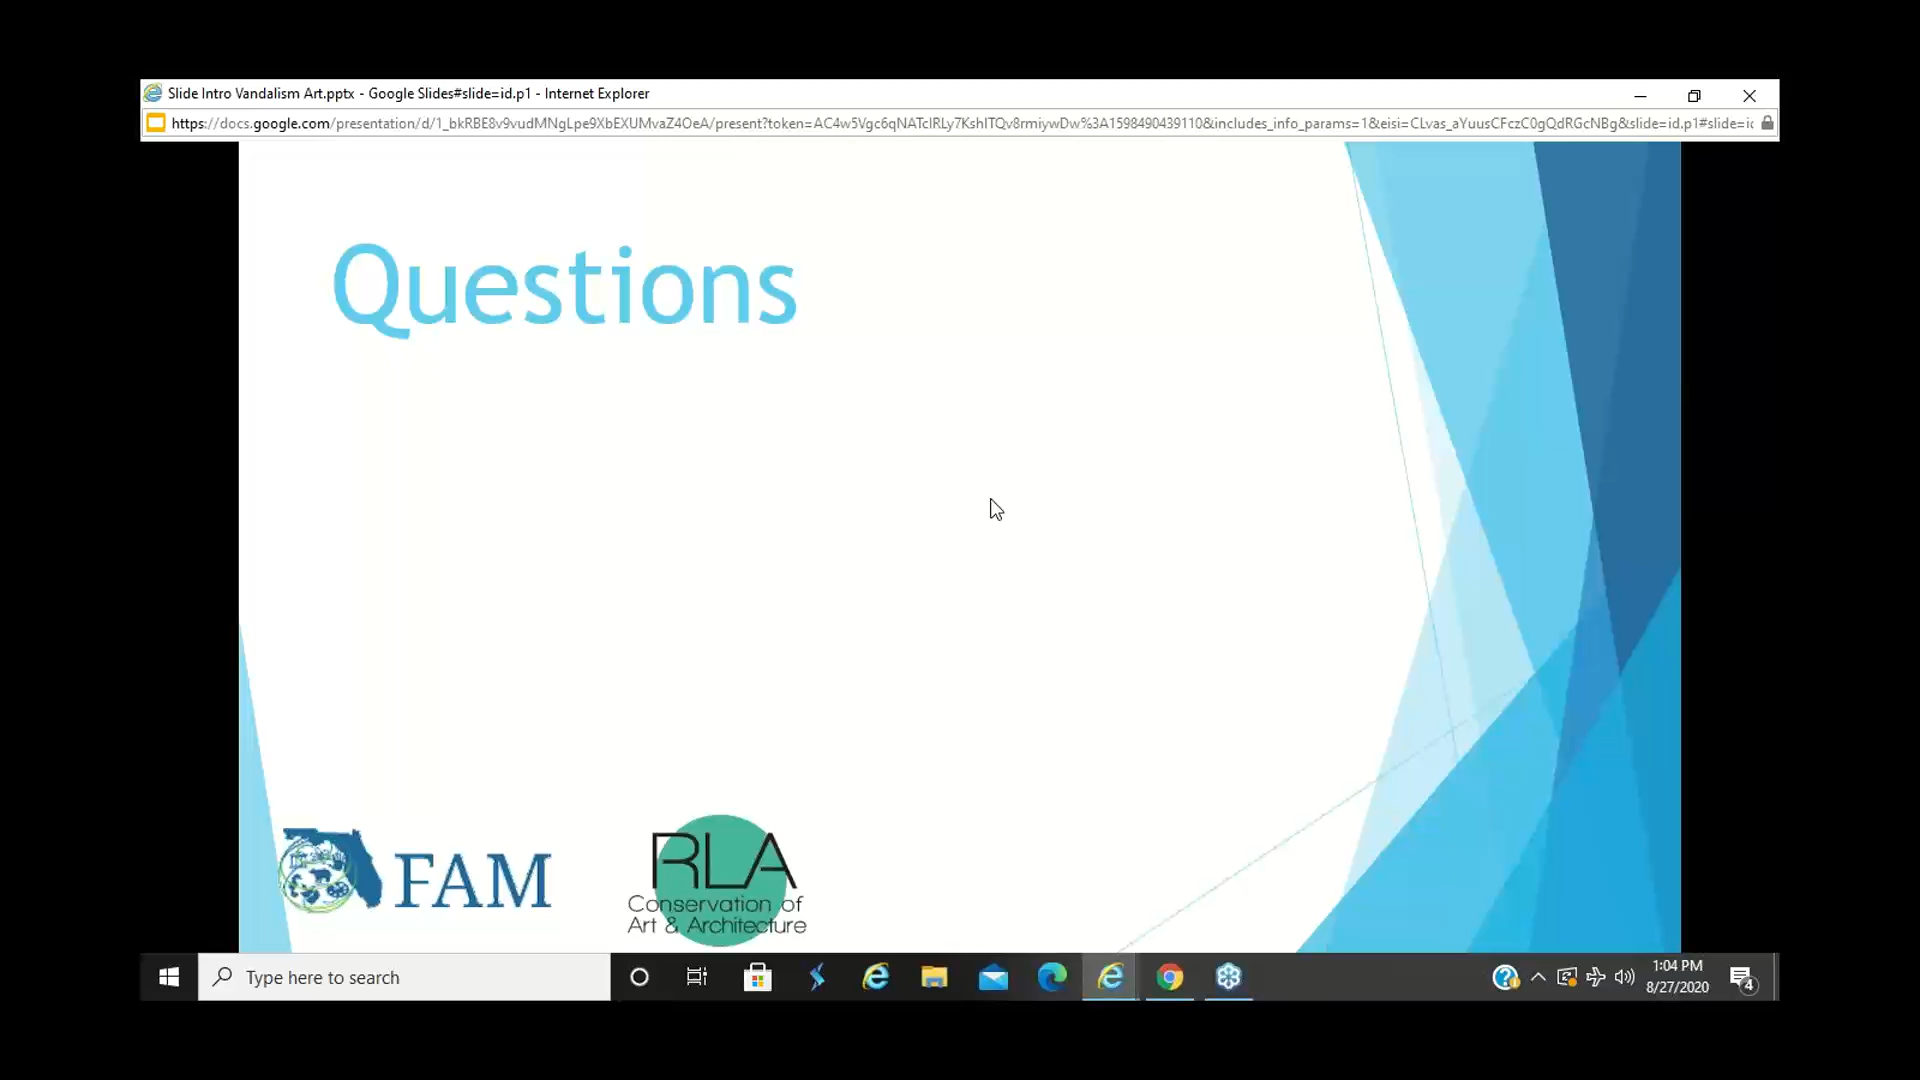 Slide Intro Vandalism Art.pptx - Google Slides#slide=id.p1 - Internet Explorer
https://docs.google.com/presentation/d/1_bkRBE8v9vudMNgLpe9XbEXUMvaZ4OeA/present?token=AC4w5Vgc6qNATclRLy7KshITQv8rmiywDw%3A1598490439110&includes_info_params=1&eisi=CLvas_aYuusCFczC0gQdRGcNBg&slide=id.p1#slide=ic
Questions
FAM
RLA
Conservation of
Art & Architecture
Type here to search
1:04 PM
8/27/2020
4